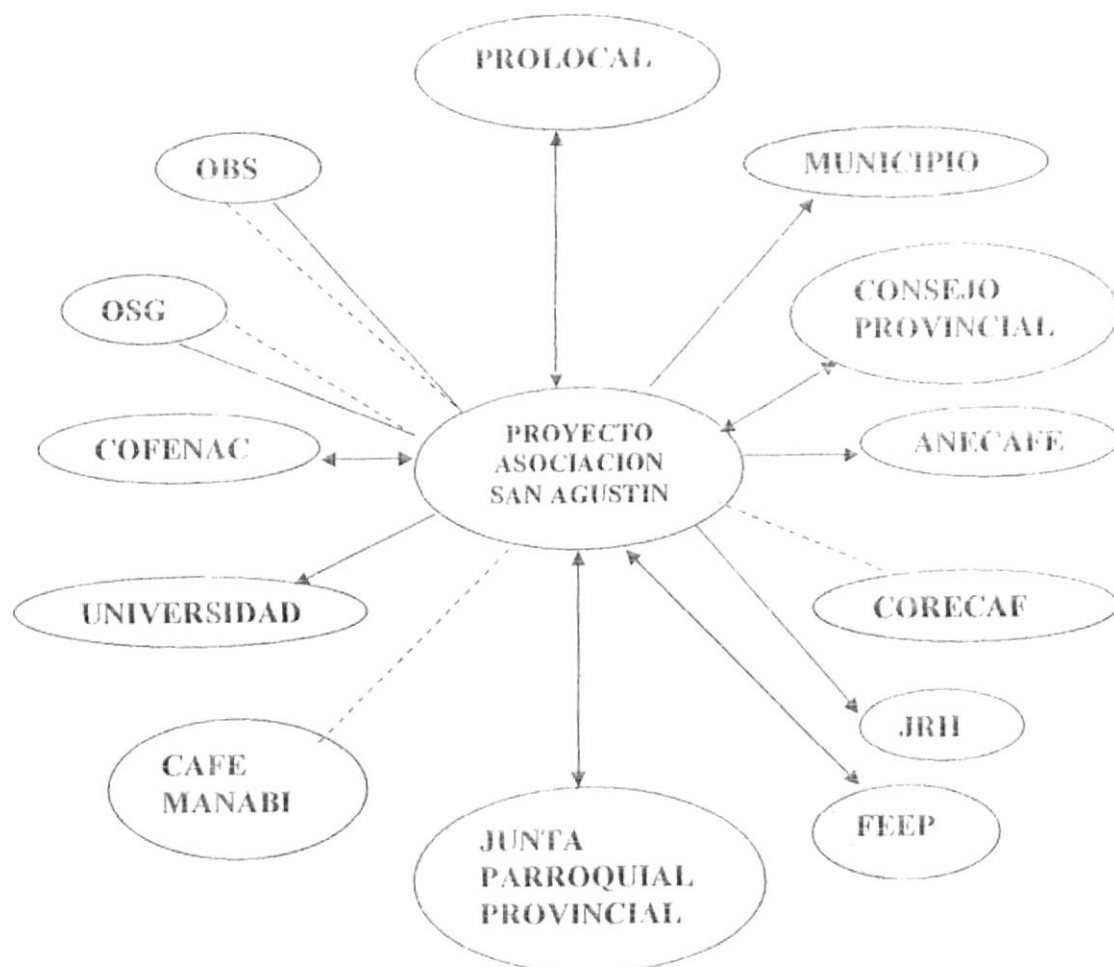 PROLOCAL
OBS
MUNICIPIO
OSG
CONSEJO
PROVINCIAL
COFENAC
PROYECTO
ASOCIACION
SAN AGUSTIN
ANECAFE
UNIVERSIDAD
CORECAF
CAFE
MANABI
JRH
JUNTA
PARROQUIAL
PROVINCIAL
FEEP